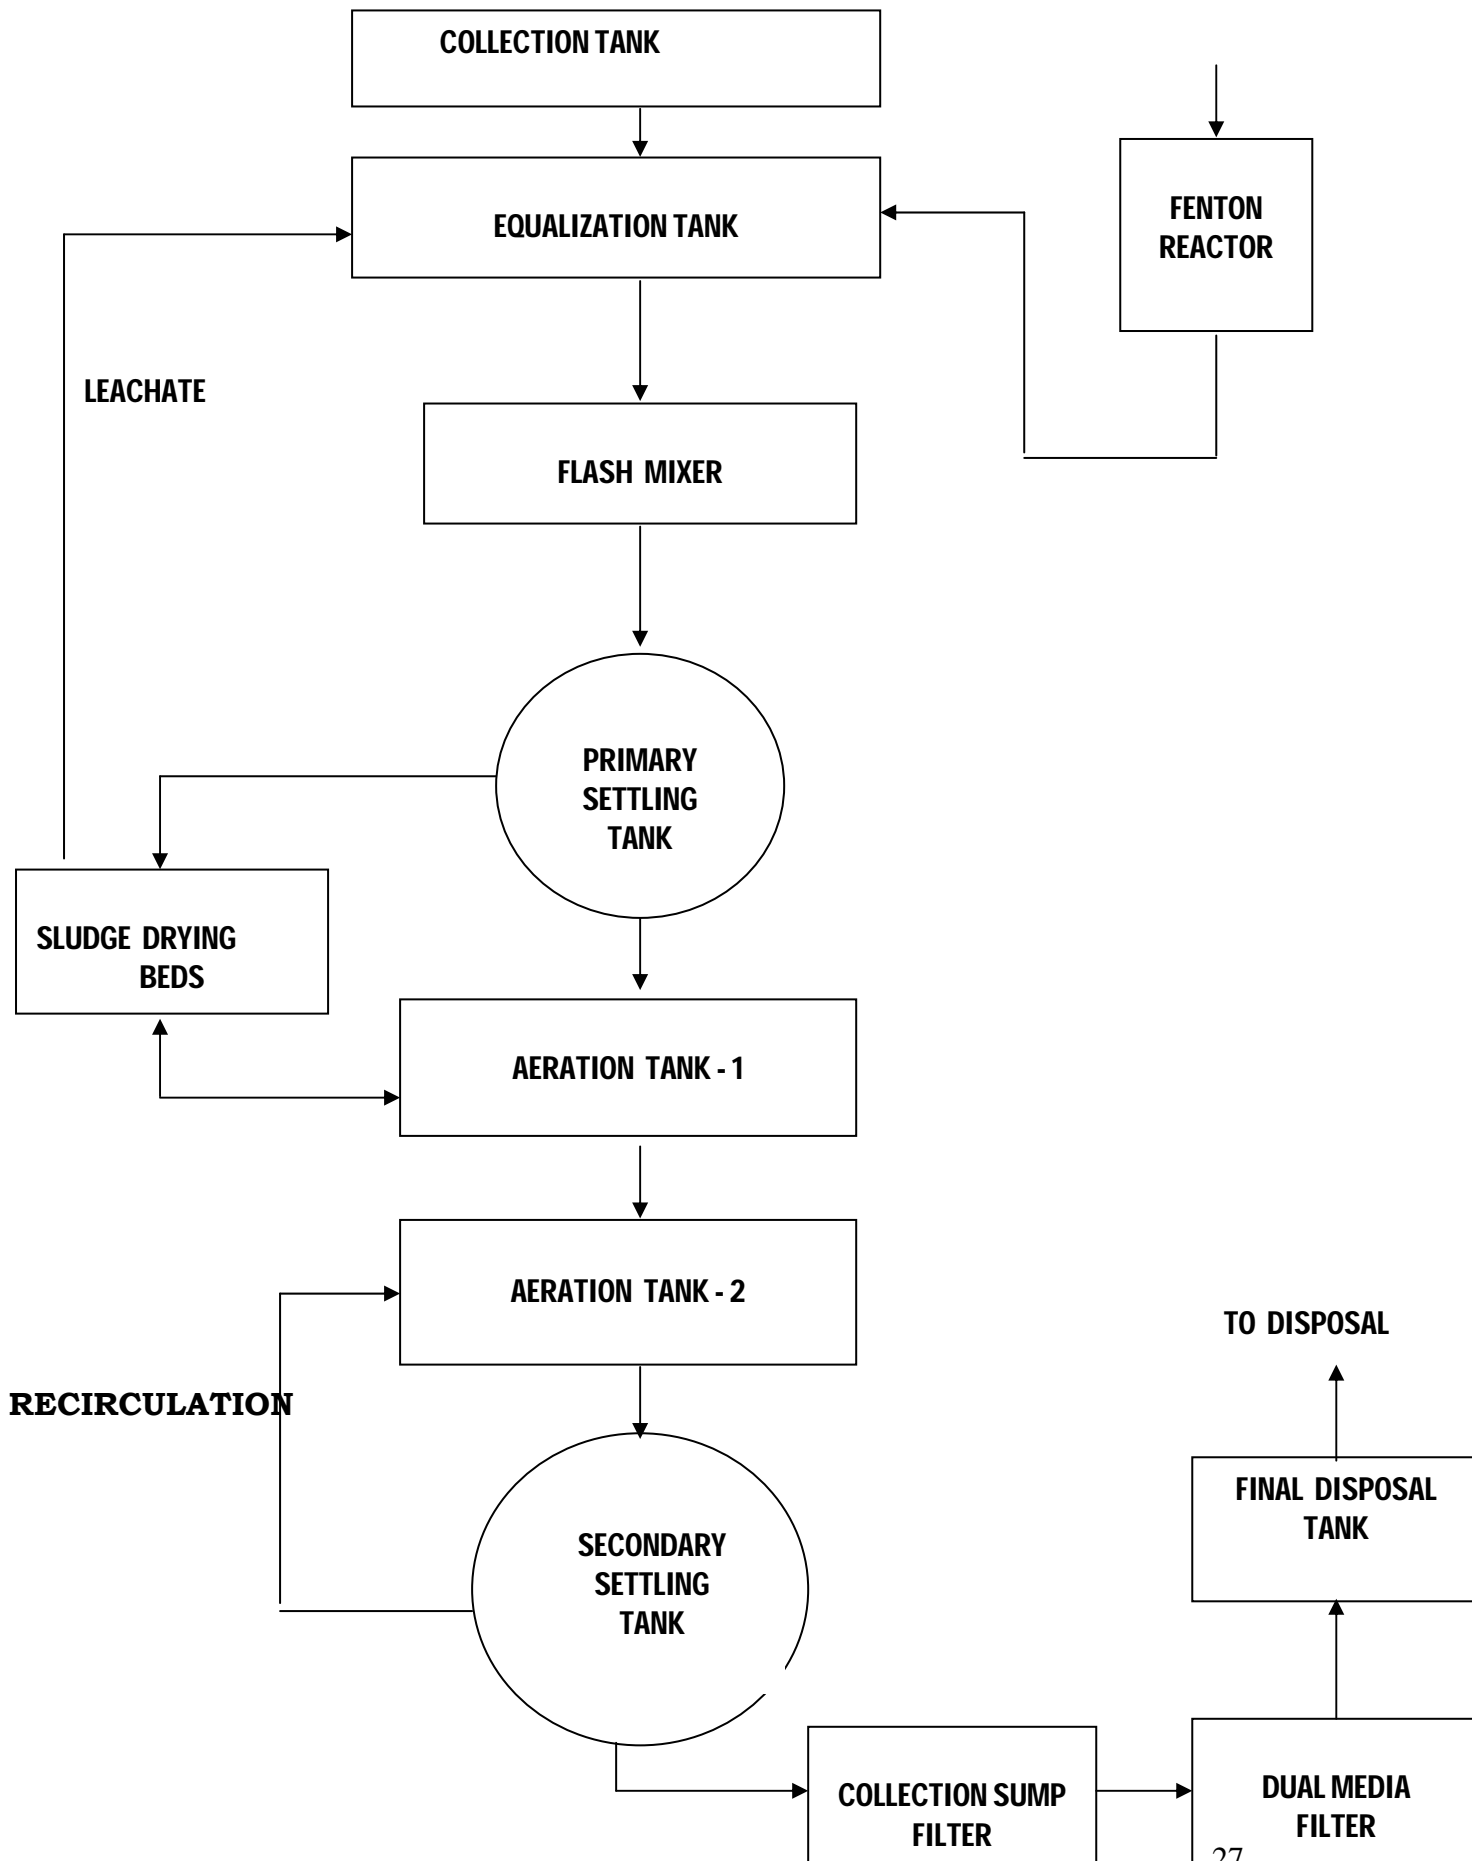 COLLECTION TANK
EQUALIZATION TANK
FENTON
REACTOR
LEACHATE
FLASH MIXER
PRIMARY
SETTLING
TANK
SLUDGE DRYING
BEDS
AERATION TANK - 1
AERATION TANK - 2
TO DISPOSAL
RECIRCULATION
FINAL DISPOSAL
TANK
SECONDARY
SETTLING
TANK
COLLECTION SUMP
FILTER
DUAL MEDIA
FILTER
27